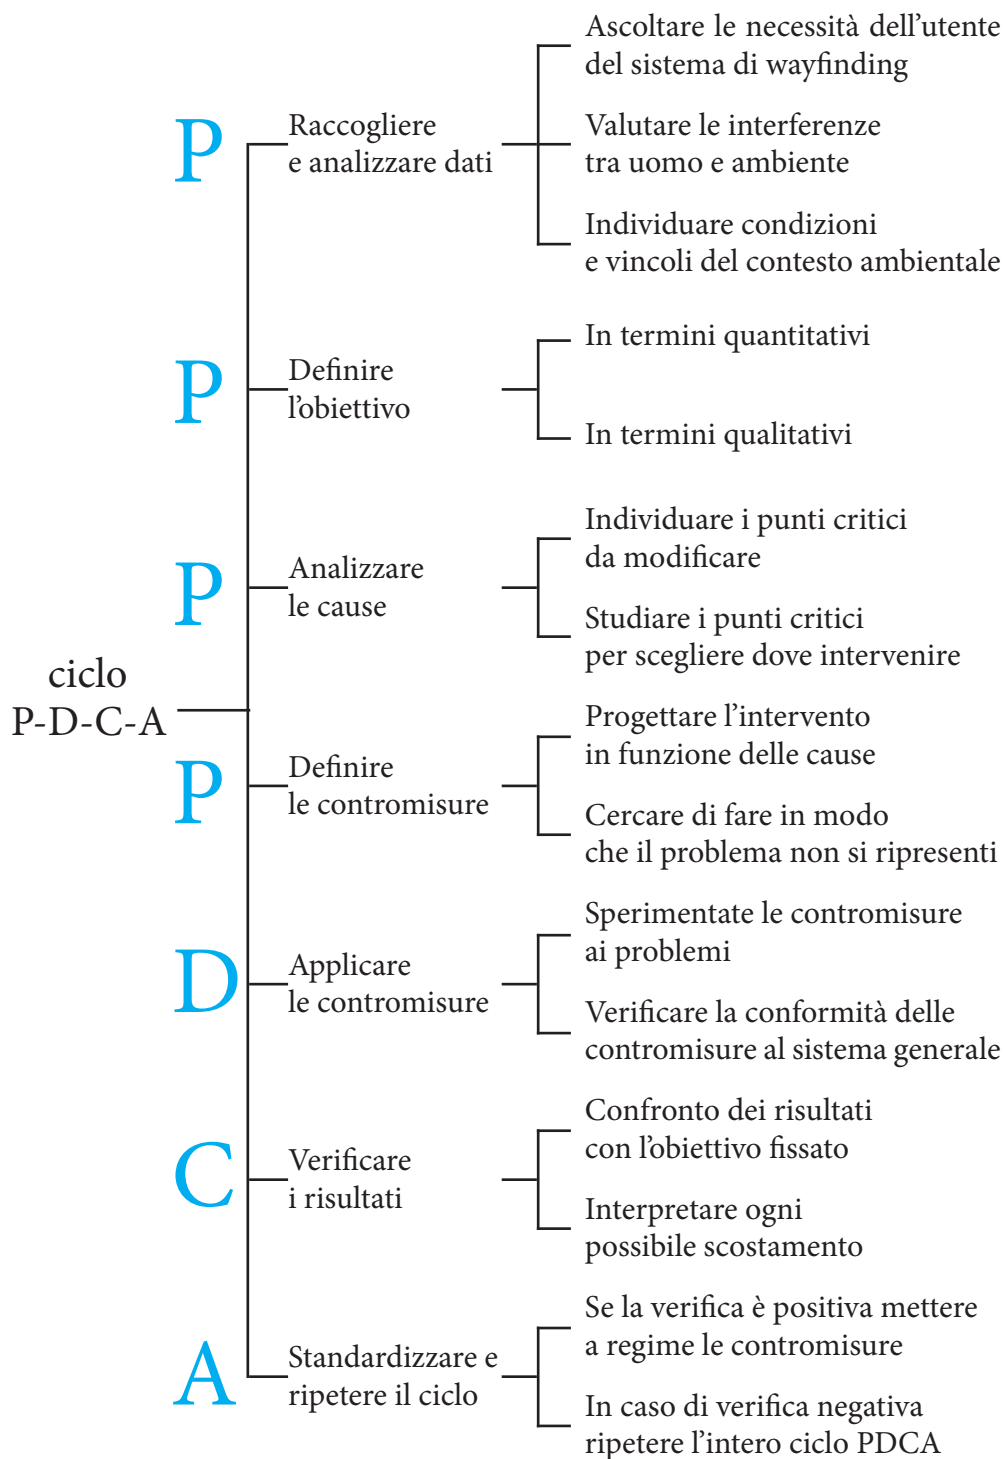 ciclo
P-D-C-A
P
Raccogliere
e analizzare dati
Ascoltare le necessità dell'utente
del sistema di wayfinding
Valutare le interferenze
tra uomo e ambiente
Individuare condizioni
e vincoli del contesto ambientale
P
Definire
l'obiettivo
In termini quantitativi
In termini qualitativi
P
Analizzare
le cause
Individuare i punti critici
da modificare
Studiare i punti critici
per scegliere dove intervenire
P
Definire
le contromisure
Progettare l'intervento
in funzione delle cause
Cercare di fare in modo
che il problema non si ripresenti
D
Applicare
le contromisure
Sperimentate le contromisure
ai problemi
Verificare la conformità delle
contromisure al sistema generale
C
Verificare
i risultati
Confronto dei risultati
con l'obiettivo fissato
Interpretare ogni
possibile scostamento
A
Standardizzare e
ripetere il ciclo
Se la verifica è positiva mettere
a regime le contromisure
In caso di verifica negativa
ripetere l'intero ciclo PDCA